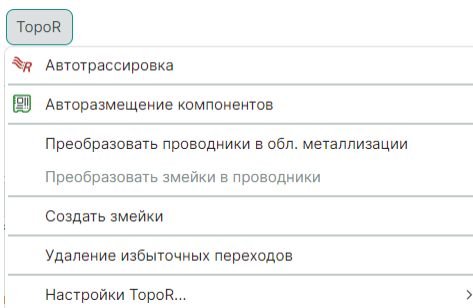 TopoR
Автотрассировка
Авторазмещение компонентов
Преобразовать проводники в обл. металлизации
Преобразовать змейки в проводники
Создать змейки
Удаление избыточных переходов
Настройки TopoR...